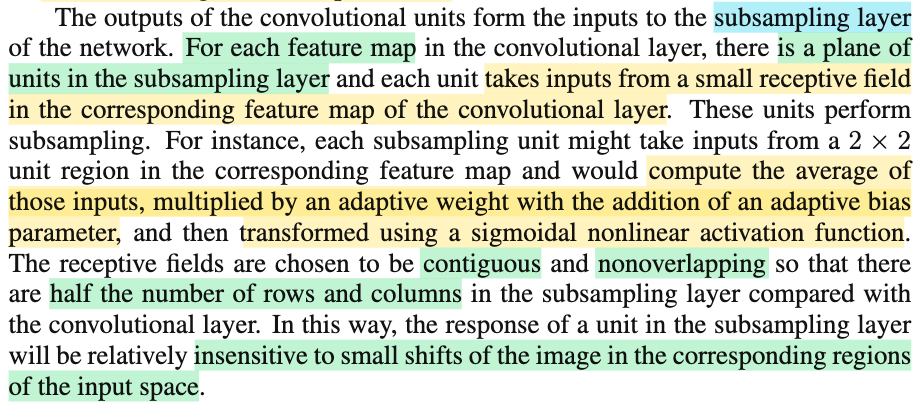 The outputs of the convolutional units form the inputs to the subsampling layer
of the network. For each feature map in the convolutional layer, there is a plane of
units in the subsampling layer and each unit takes inputs from a small receptive field
in the corresponding feature map of the convolutional layer. These units perform
subsampling. For instance, each subsampling unit might take inputs from a 2 × 2
unit region in the corresponding feature map and would compute the average of
those inputs, multiplied by an adaptive weight with the addition of an adaptive bias
parameter, and then transformed using a sigmoidal nonlinear activation function.
The receptive fields are chosen to be contiguous and nonoverlapping so that there
are half the number of rows and columns in the subsampling layer compared with
the convolutional layer. In this way, the response of a unit in the subsampling layer
will be relatively insensitive to small shifts of the image in the corresponding regions
of the input space.